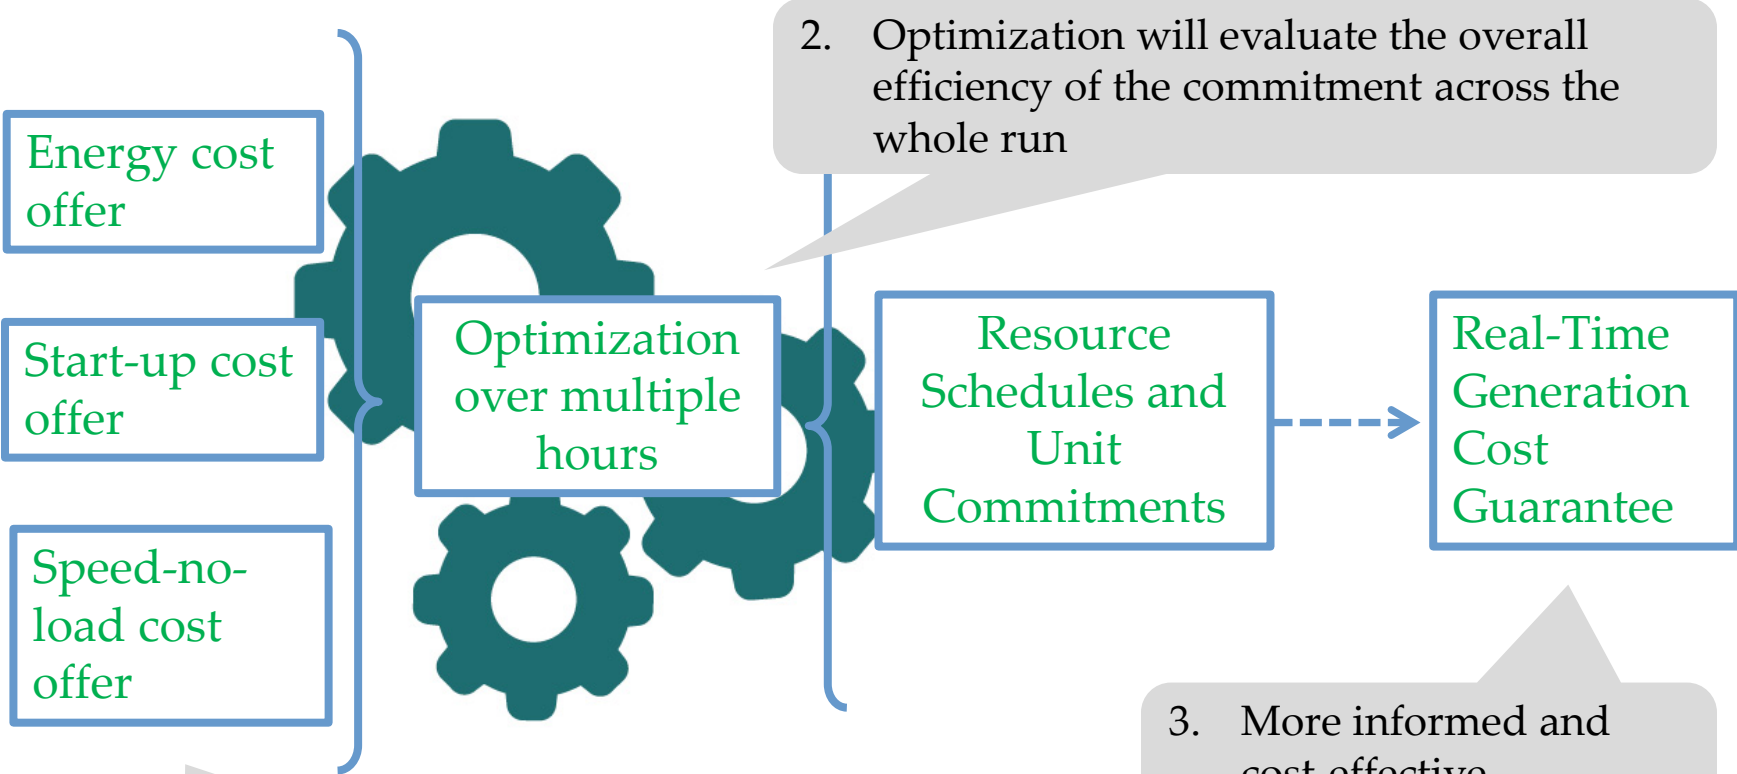 2. Optimization will evaluate the overall
efficiency of the commitment across the
whole run
Energy cost
offer
Start-up cost
offer
Speed-no-
load cost
offer
Optimization
over multiple
hours
Resource
Schedules and
Unit
Commitments
Real-Time
Generation
Cost
Guarantee
3. More informed and
cost effective